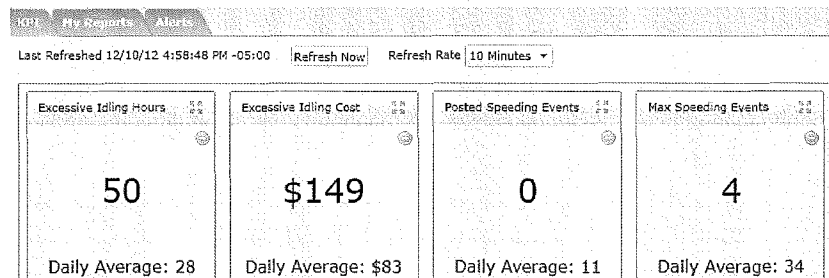 KPI My Reports Alerts
Last Refreshed 12/10/12 4:58:48 PM -05:00 Refresh Now Refresh Rate 10 Minutes
Excessive Idling Hours Excessive Idling Cost Posted Speeding Events Max Speeding Events
50 $149 0 4
Daily Average: 28 Daily Average: $83 Daily Average: 11 Daily Average: 34